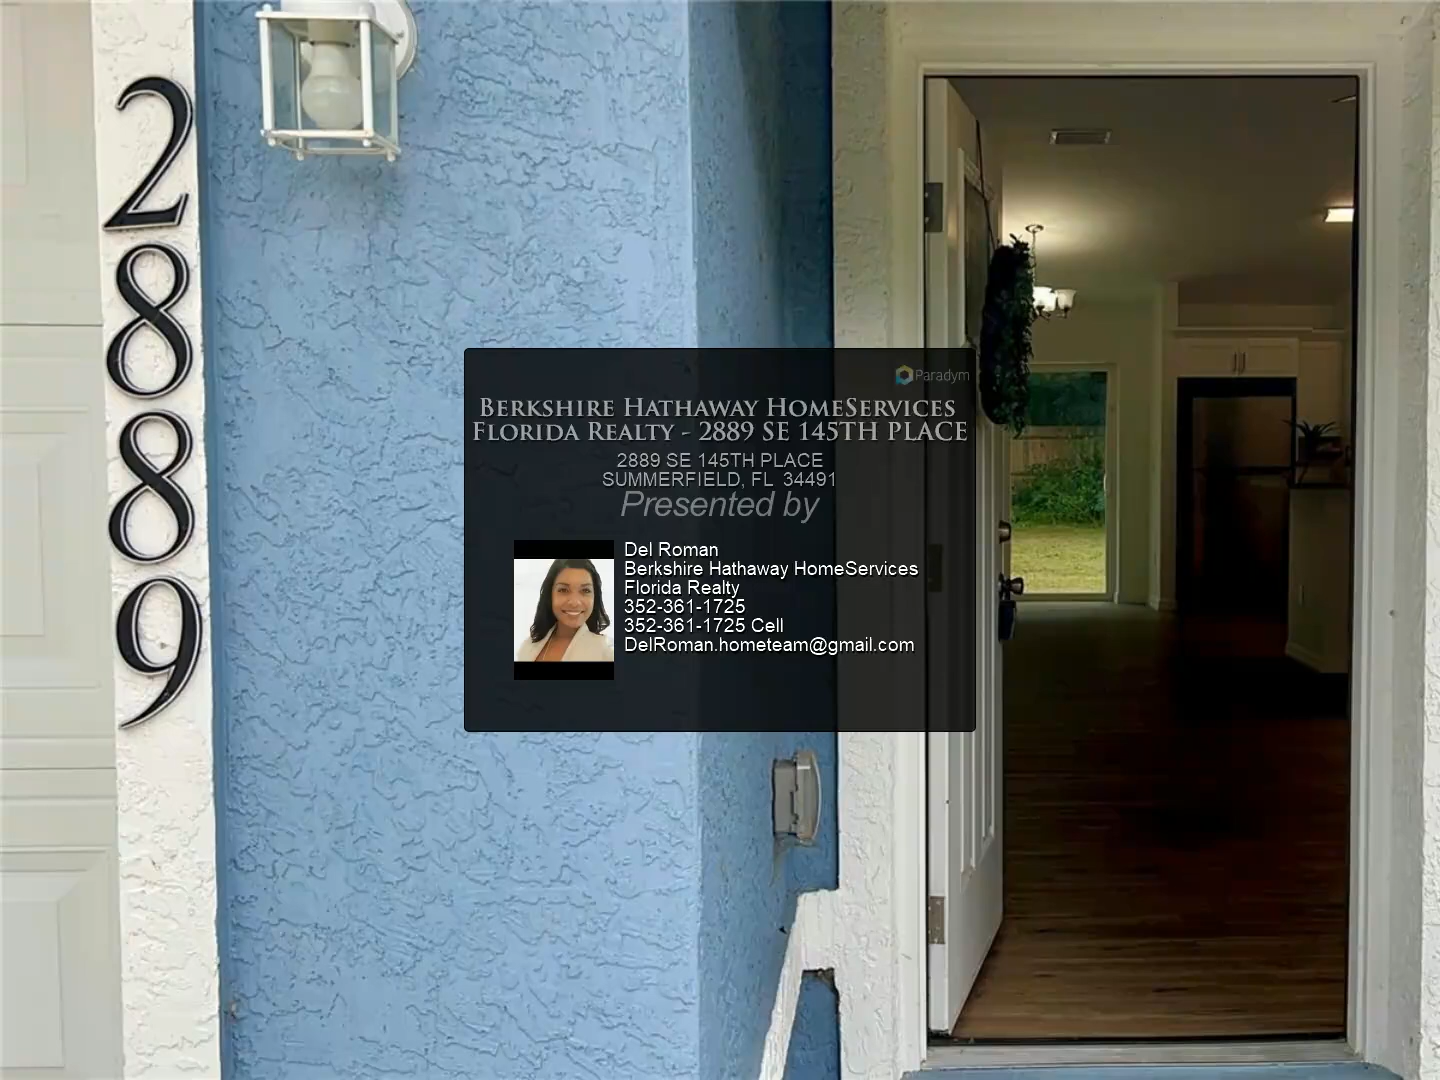 2889
Paradym
Berkshire Hathaway HomeServices
Florida Realty - 2889 SE 145TH PLACE
2889 SE 145TH PLACE
SUMMERFIELD, FL 34491
Presented by
Del Roman
Berkshire Hathaway HomeServices
Florida Realty
352-361-1725
352-361-1725 Cell
DelRoman.hometeam@gmail.com